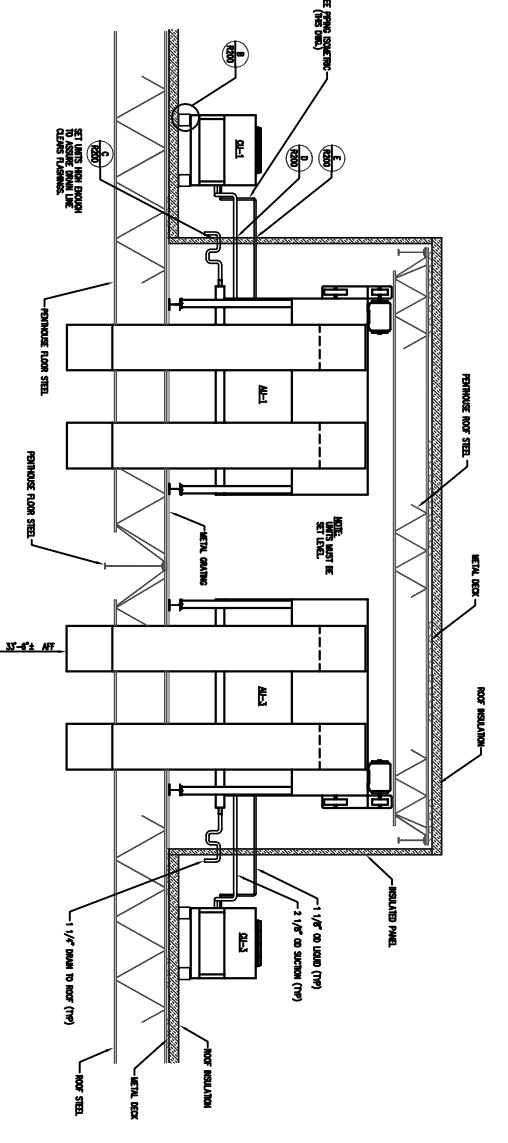 EE PIPING ISOMETRIC
(THIS DWG.)
B
R200
E
R200
D
R200
C
R200
SET UNITS HIGH ENOUGH
TO ASSURE DRAIN LINE
CLEARS FLASHINGS.
CU-1
PENTHOUSE FLOOR STEEL
AU-1
PENTHOUSE ROOF STEEL
PENTHOUSE FLOOR STEEL
METAL GRATING
NOTE:
UNITS MUST BE
SET LEVEL.
METAL DECK
ROOF INSULATION
33'-6"± AFF
AU-3
INSULATED PANEL
1 1/8" OD LIQUID (TYP)
2 1/8" OD SUCTION (TYP)
CU-3
1 1/4" DRAIN TO ROOF (TYP)
ROOF INSULATION
METAL DECK
ROOF STEEL